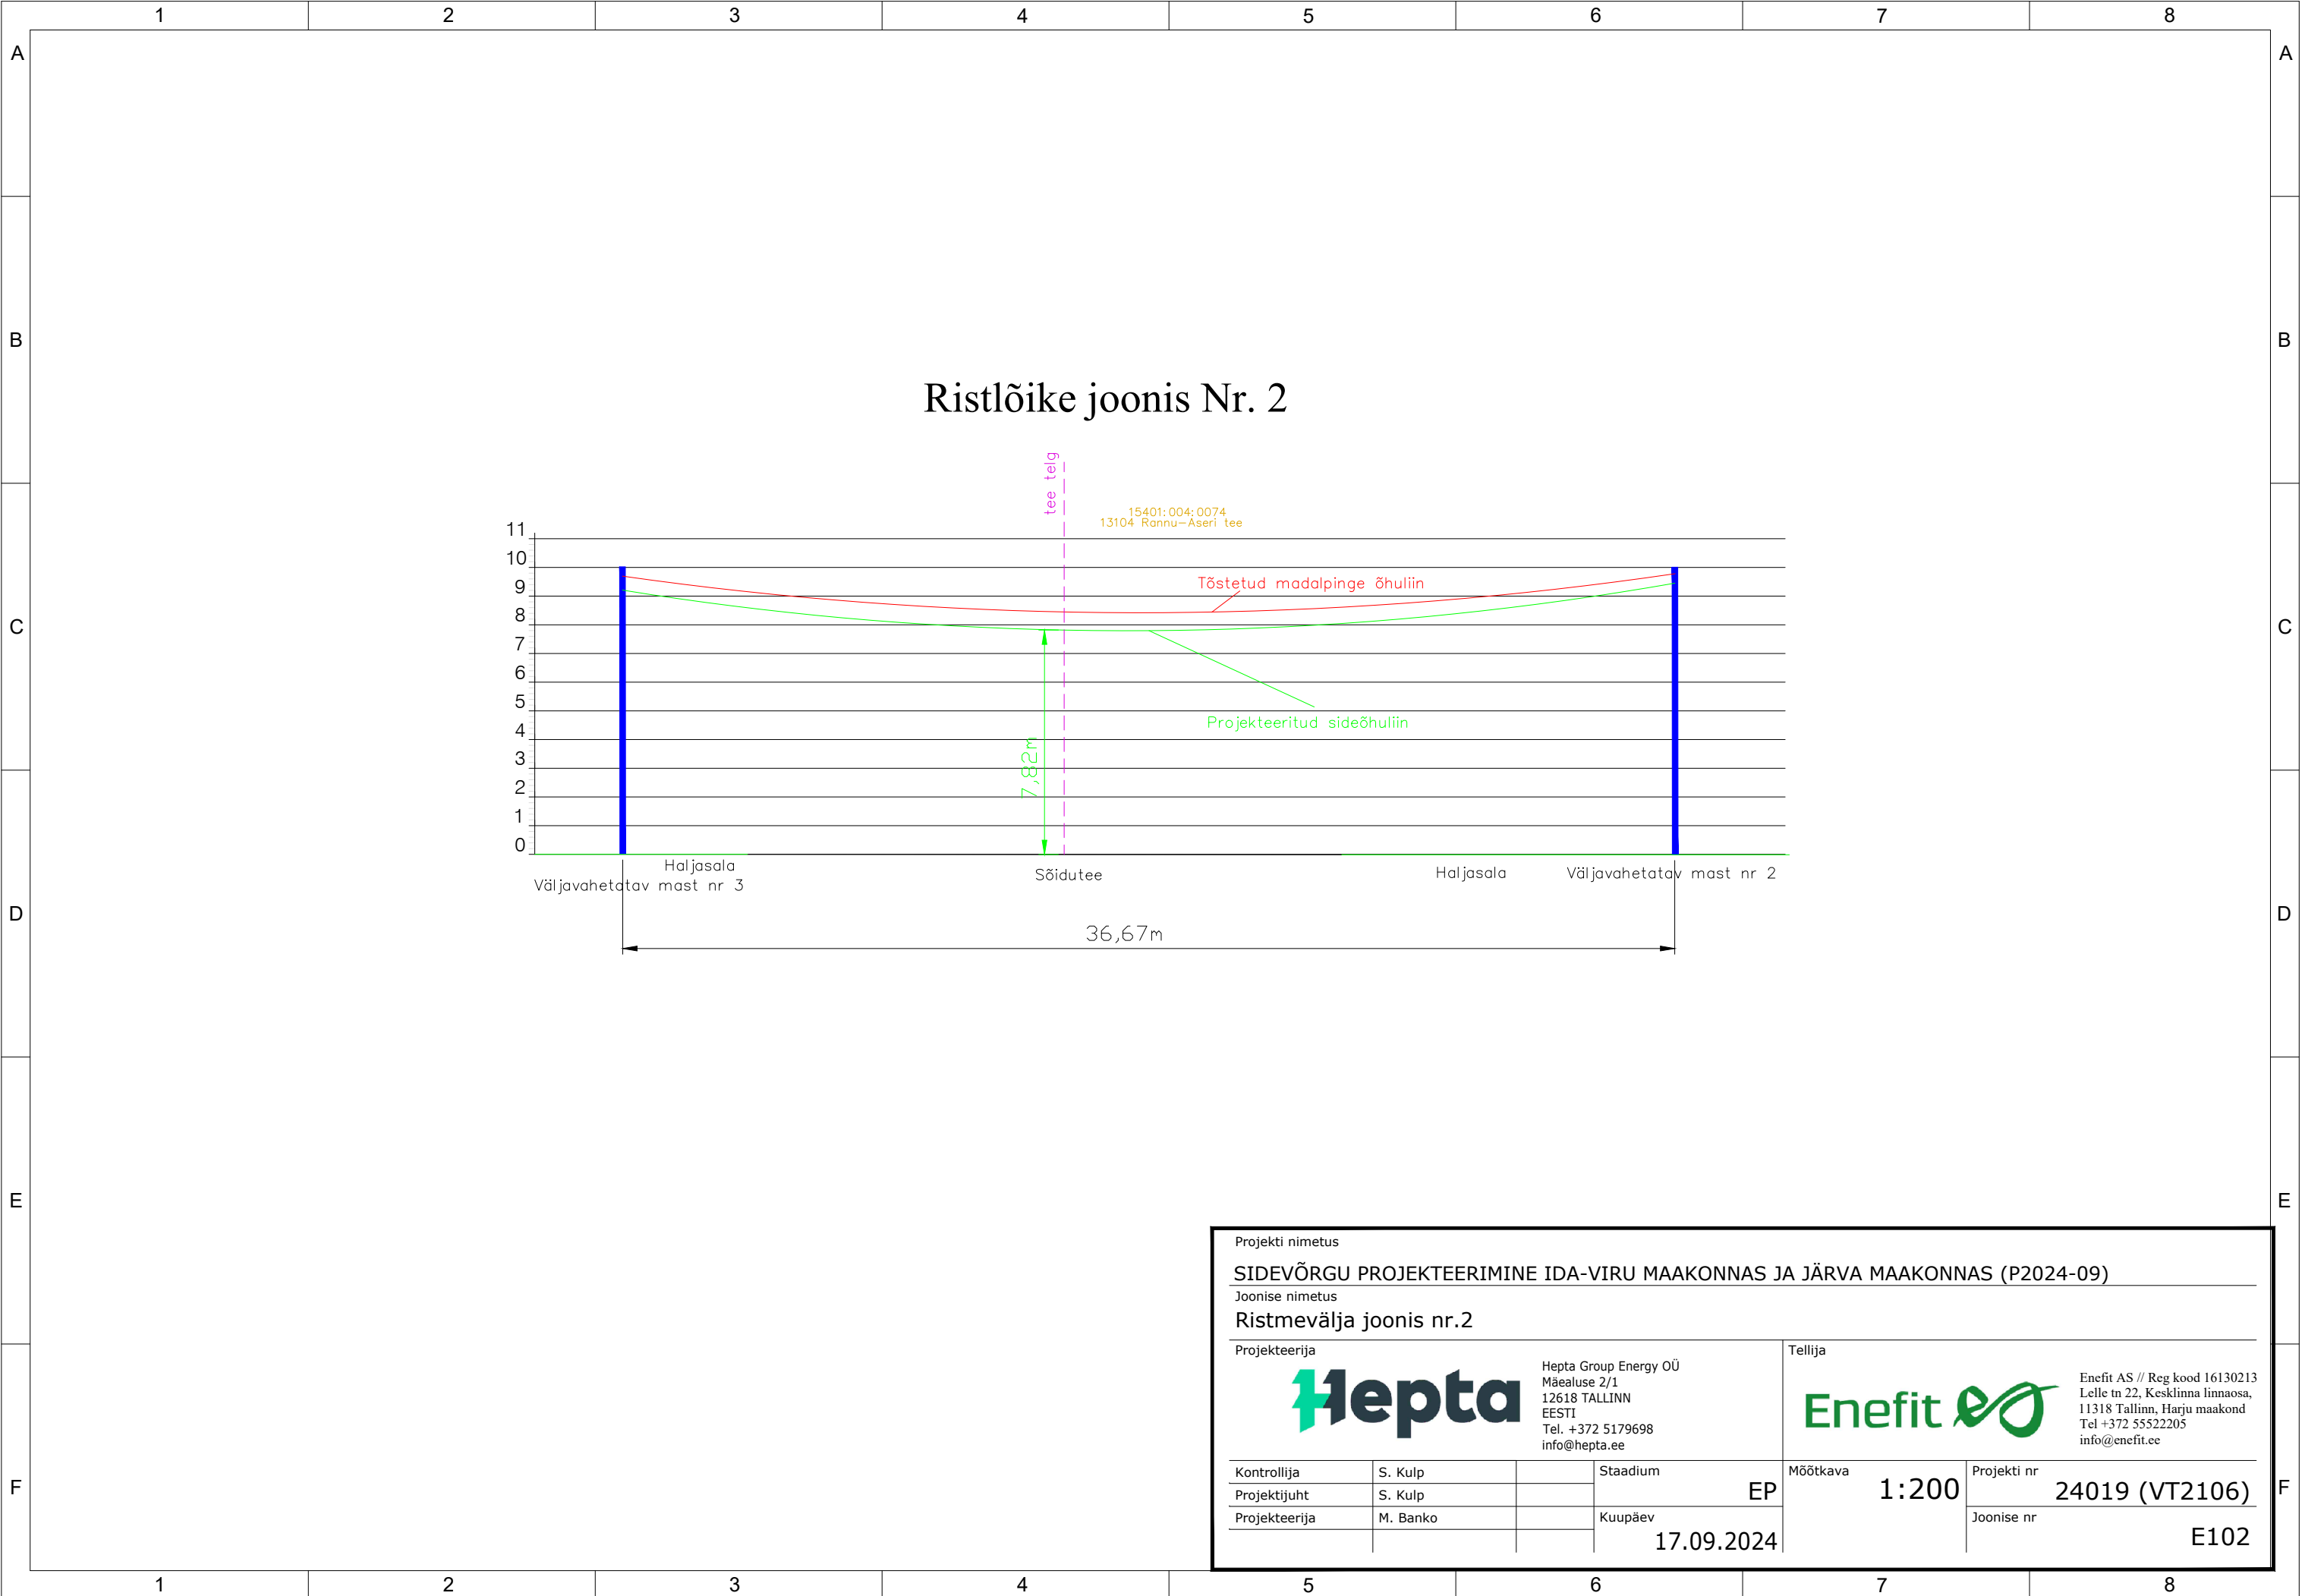 1 2 3 4 5 6 7 8
A A
B B
Ristlõike joonis Nr. 2
tee telg
15401:004:0074
13104 Rannu-Aseri tee
11
10
9
Tõstetud madalpinge õhuliin
8
C C
7
6
5
Projekteeritud sideõhuliin
4
7,82m
3
2
1
0
Haljasala
Väljavahetatav mast nr 3
Sõidutee
Haljasala
Väljavahetatav mast nr 2
D D
36,67m
E E
Projekti nimetus
SIDEVÕRGU PROJEKTEERIMINE IDA-VIRU MAAKONNAS JA JÄRVA MAAKONNAS (P2024-09)
Joonise nimetus
Ristmevälja joonis nr.2
Projekteerija
Hepta
Hepta Group Energy OÜ
Mäealuse 2/1
12618 TALLINN
EESTI
Tel. +372 5179698
info@hepta.ee
Tellija
Enefit
Enefit AS // Reg kood 16130213
Lelle tn 22, Kesklinna linnaosa,
11318 Tallinn, Harju maakond
Tel +372 55522205
info@enefit.ee
Kontrollija S. Kulp
Projektijuht S. Kulp
Projekteerija M. Banko
Staadium
EP
Kuupäev
17.09.2024
Mõõtkava
1:200
Projekti nr
24019 (VT2106)
Joonise nr
E102
F F
1 2 3 4 5 6 7 8